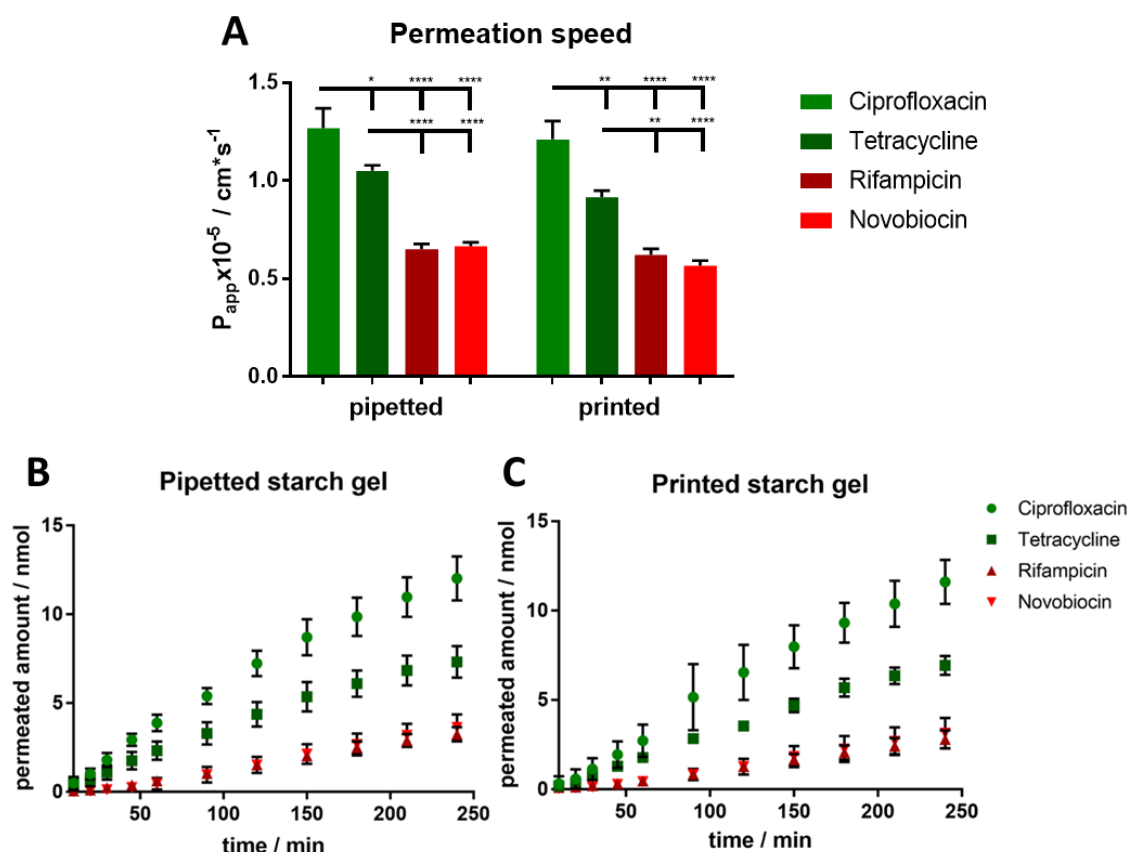 A
Permeation speed
* **** **** ** **** ****
**** **** ** ****
1.5
1.0
0.5
0.0
Pappx10-5 / cm*s-1
pipetted printed
Ciprofloxacin
Tetracycline
Rifampicin
Novobiocin
B
Pipetted starch gel
permeated amount / nmol
15
10
5
0
50 100 150 200 250
time / min
C
Printed starch gel
permeated amount / nmol
15
10
5
0
50 100 150 200 250
time / min
Ciprofloxacin
Tetracycline
Rifampicin
Novobiocin